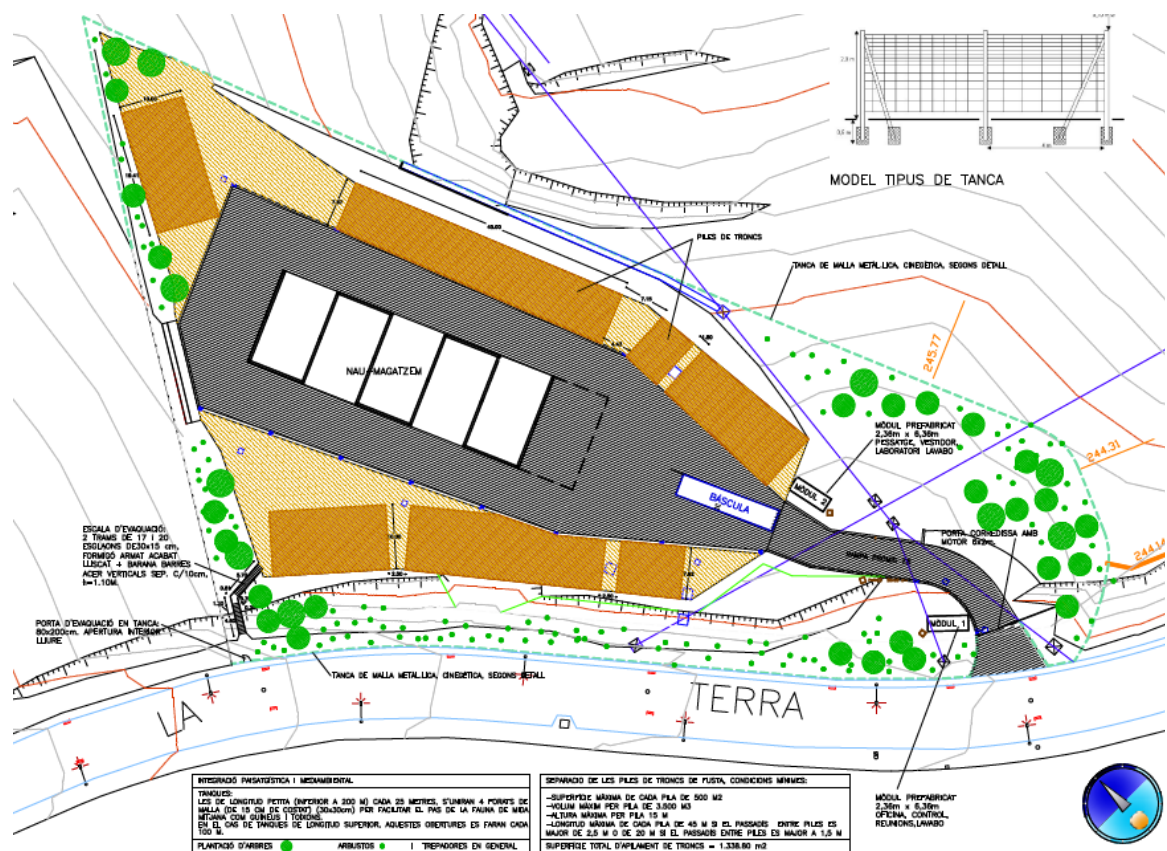 MODEL TIPUS DE TANCA
PILES DE TRONCS
TANCA DE MALLA METÀL.LICA, CINEGÈTICA, SEGONS DETALL
245.77
244.31
244.14
NAU-MAGATZEM
MÒDUL PREFABRICAT
2,36m x 6,36m
PESSATGE, VESTIDOR,
LABORATORI LAVABO
MÒDUL 2
BÀSCULA
PORTA CORREDISSA AMB
MOTOR
MÒDUL 1
ESCALA D'EVAQUACIÓ:
2 TRAMS DE 17 I 20
ESGLAONS DE30x15 cm,
FORMIGÓ ARMAT ACABAT
LLISCAT + BARANA BARRES
ACER VERTICALS SEP. C/10cm,
h=1.10M.
PORTA D'EVAQUACIÓ EN TANCA:
80x200cm. APERTURA INTERIOR
LLIURE
TANCA DE MALLA METÀL.LICA, CINEGÈTICA, SEGONS DETALL
LA TERRA
MÒDUL PREFABRICAT
2,36m x 6,36m
OFICINA, CONTROL,
REUNIONS,LAVABO
INTEGRACIÓ PAISATGÍSTICA I MEDIAMBIENTAL
TANQUES:
LES DE LONGITUD PETITA (INFERIOR A 200 M) CADA 25 METRES, S'UNIRAN 4 FORATS DE
MALLA (DE 15 CM DE COSTAT) (30x30cm) PER FACILITAR EL PAS DE LA FAUNA DE MIDA
MITJANA COM GUINEUS I TOIXONS.
EN EL CAS DE TANQUES DE LONGITUD SUPERIOR, AQUESTES OBERTURES ES FARAN CADA
100 M.
PLANTACIÓ D'ARBRES ARBUSTOS I TREPADORES EN GENERAL
SEPARACIÓ DE LES PILES DE TRONCS DE FUSTA, CONDICIONS MÍNIMES:
-SUPERFÍCIE MÀXIMA DE CADA PILA DE 500 M2
-VOLUM MÀXIM PER PILA DE 3.500 M3
-ALTURA MÀXIMA PER PILA 15 M
-LONGITUD MÀXIMA DE CADA PILA DE 45 M SI EL PASSADÍS ENTRE PILES ES
MAJOR DE 2,5 M O DE 20 M SI EL PASSADÍS ENTRE PILES ES MAJOR A 1,5 M
SUPERFÍCIE TOTAL D'APILAMENT DE TRONCS = 1.338.60 m2